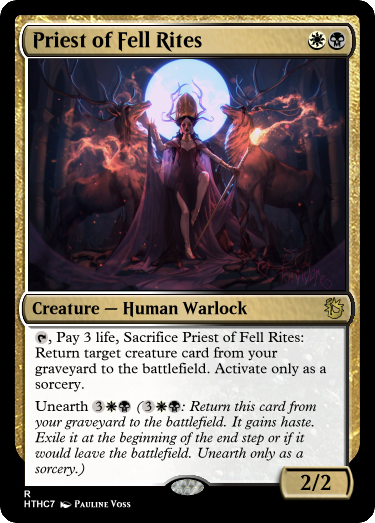 Priest of Fell Rites
Creature — Human Warlock
, Pay 3 life, Sacrifice Priest of Fell Rites:
Return target creature card from your
graveyard to the battlefield. Activate only as a
sorcery.
Unearth 3 (3: Return this card from
your graveyard to the battlefield. It gains haste.
Exile it at the beginning of the end step or if it
would leave the battlefield. Unearth only as a
sorcery.)
2/2
R
HTHC7 Pauline Voss